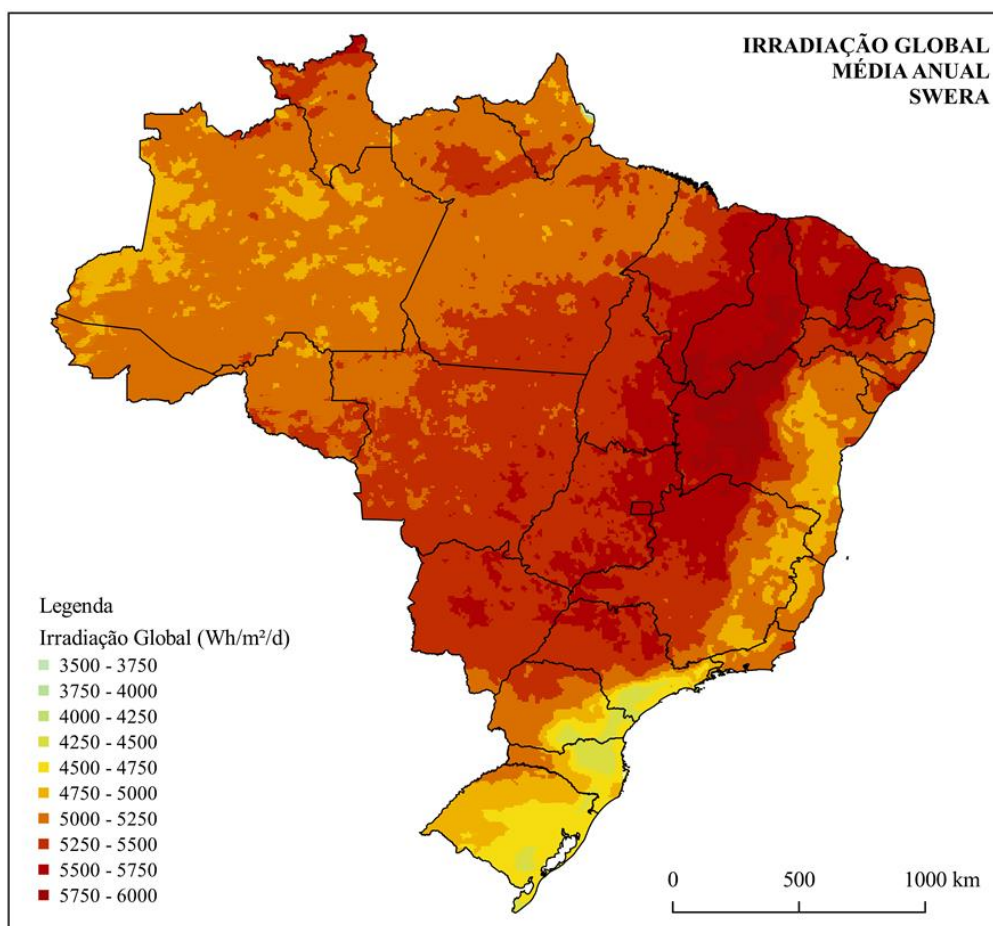 IRRADIAÇÃO GLOBAL
MÉDIA ANUAL
SWERA
Legenda
Irradiação Global (Wh/m²/d)
3500 - 3750
3750 - 4000
4000 - 4250
4250 - 4500
4500 - 4750
4750 - 5000
5000 - 5250
5250 - 5500
5500 - 5750
5750 - 6000
0 500 1000 km